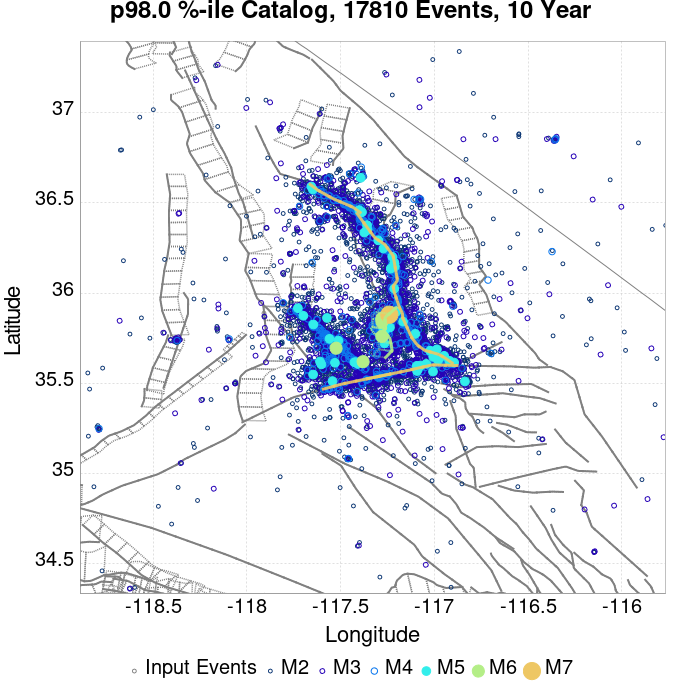 p98.0 %-ile Catalog, 17810 Events, 10 Year
37
36.5
36
35.5
35
34.5
Latitude
-118.5 -118 -117.5 -117 -116.5 -116
Longitude
Input Events M2 M3 M4 M5 M6 M7